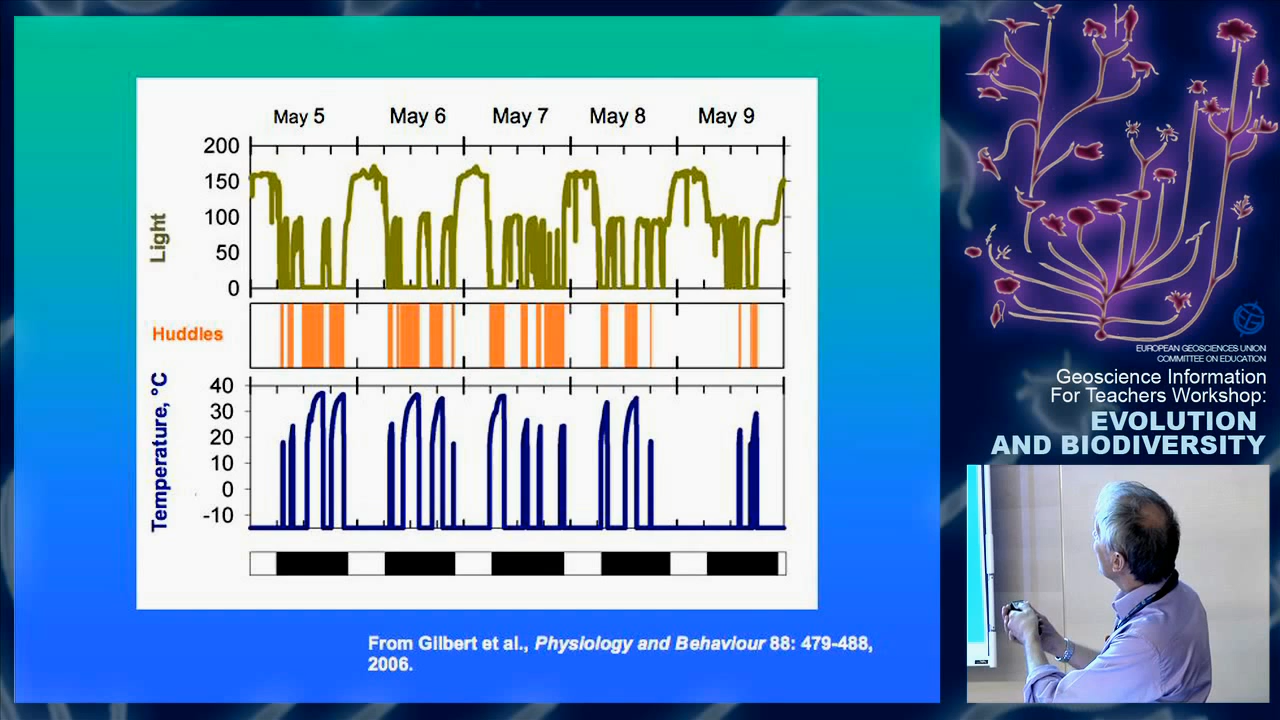 May 5 May 6 May 7 May 8 May 9
200
150
100
50
0
Light
Huddles
40
30
20
10
0
-10
Temperature, °C
From Gilbert et al., Physiology and Behaviour 88: 479-488,
2006.
EUROPEAN GEOSCIENCES UNION
COMMITTEE ON EDUCATION
Geoscience Information
For Teachers Workshop:
EVOLUTION
AND BIODIVERSITY